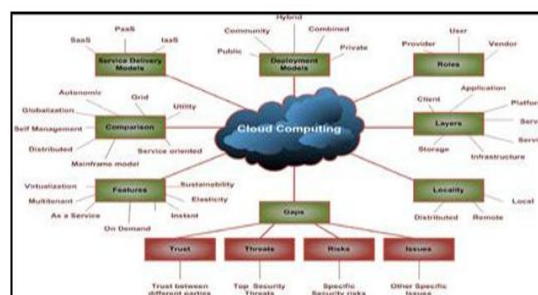 Hybrid
PaaS
SaaS
IaaS
Community
Combined
Public
Private
User
Provider
Vendor
Service Delivery
Models
Deployment
Models
Roles
Autonomic
Grid
Globalization
Utility
Self Management
Comparison
Distributed
Service oriented
Mainframe model
Cloud Computing
Application
Client
Platfor
Layers
Serv
Servi
Storage
Infrastructure
Virtualization
Sustainability
Multitenant
Features
Elasticity
As a Service
Instant
On Demand
Locality
Local
Distributed
Remote
Gaps
Trust
Threats
Risks
Issues
Trust between
different parties
Top Security
Threats
Specific
Security risks
Other Specific
Issues